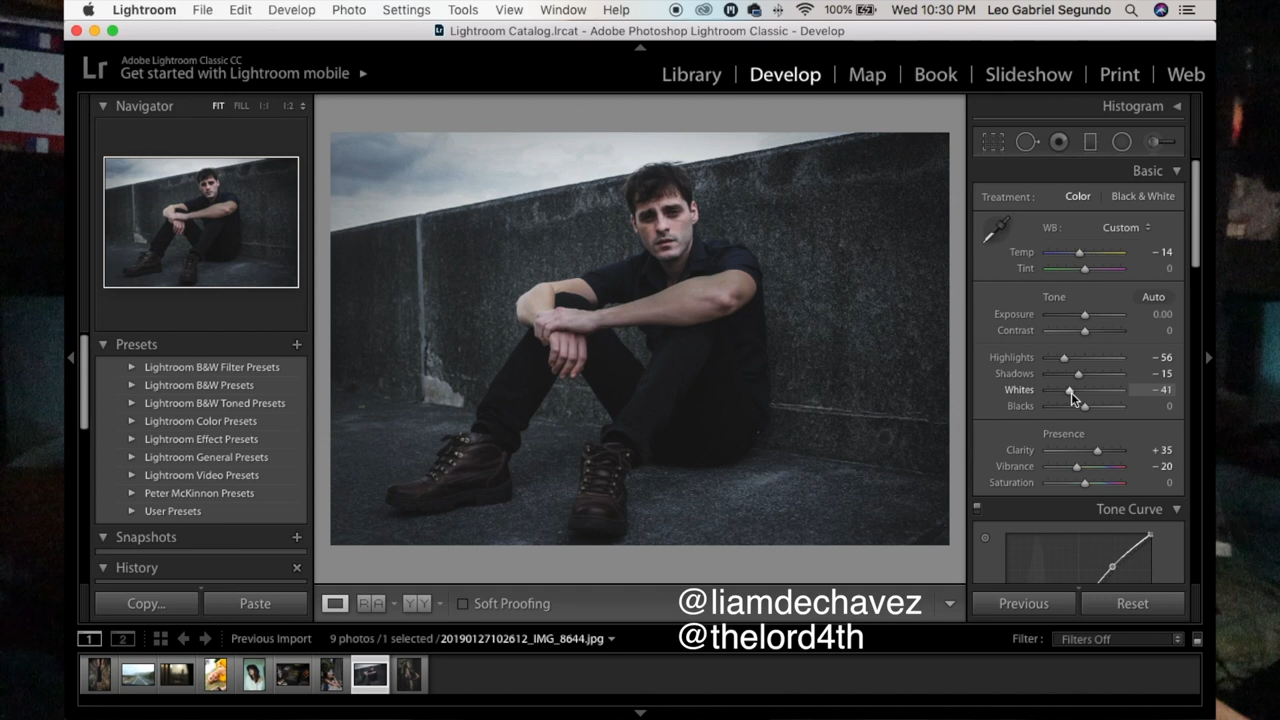 Lightroom File Edit Develop Photo Settings Tools View Window Help 100% Wed 10:30 PM Leo Gabriel Segundo
Lightroom Catalog.lrcat - Adobe Photoshop Lightroom Classic - Develop
Lr Adobe Lightroom Classic CC
Get started with Lightroom mobile
Library | Develop | Map | Book | Slideshow | Print | Web
Navigator FIT FILL 1:1 1:2
Histogram
Basic
Treatment : Color Black & White
WB : Custom
Temp − 14
Tint 0
Tone Auto
Exposure 0.00
Contrast 0
Highlights − 56
Shadows − 15
Whites − 41
Blacks 0
Presence
Clarity + 35
Vibrance − 20
Saturation 0
Tone Curve
Presets
Lightroom B&W Filter Presets
Lightroom B&W Presets
Lightroom B&W Toned Presets
Lightroom Color Presets
Lightroom Effect Presets
Lightroom General Presets
Lightroom Video Presets
Peter McKinnon Presets
User Presets
Snapshots
History
Copy... Paste
R A Y Y Soft Proofing
Previous Reset
@liamdechavez
@thelord4th
1 2 Previous Import 9 photos / 1 selected / 20190127102612_IMG_8644.jpg Filter : Filters Off